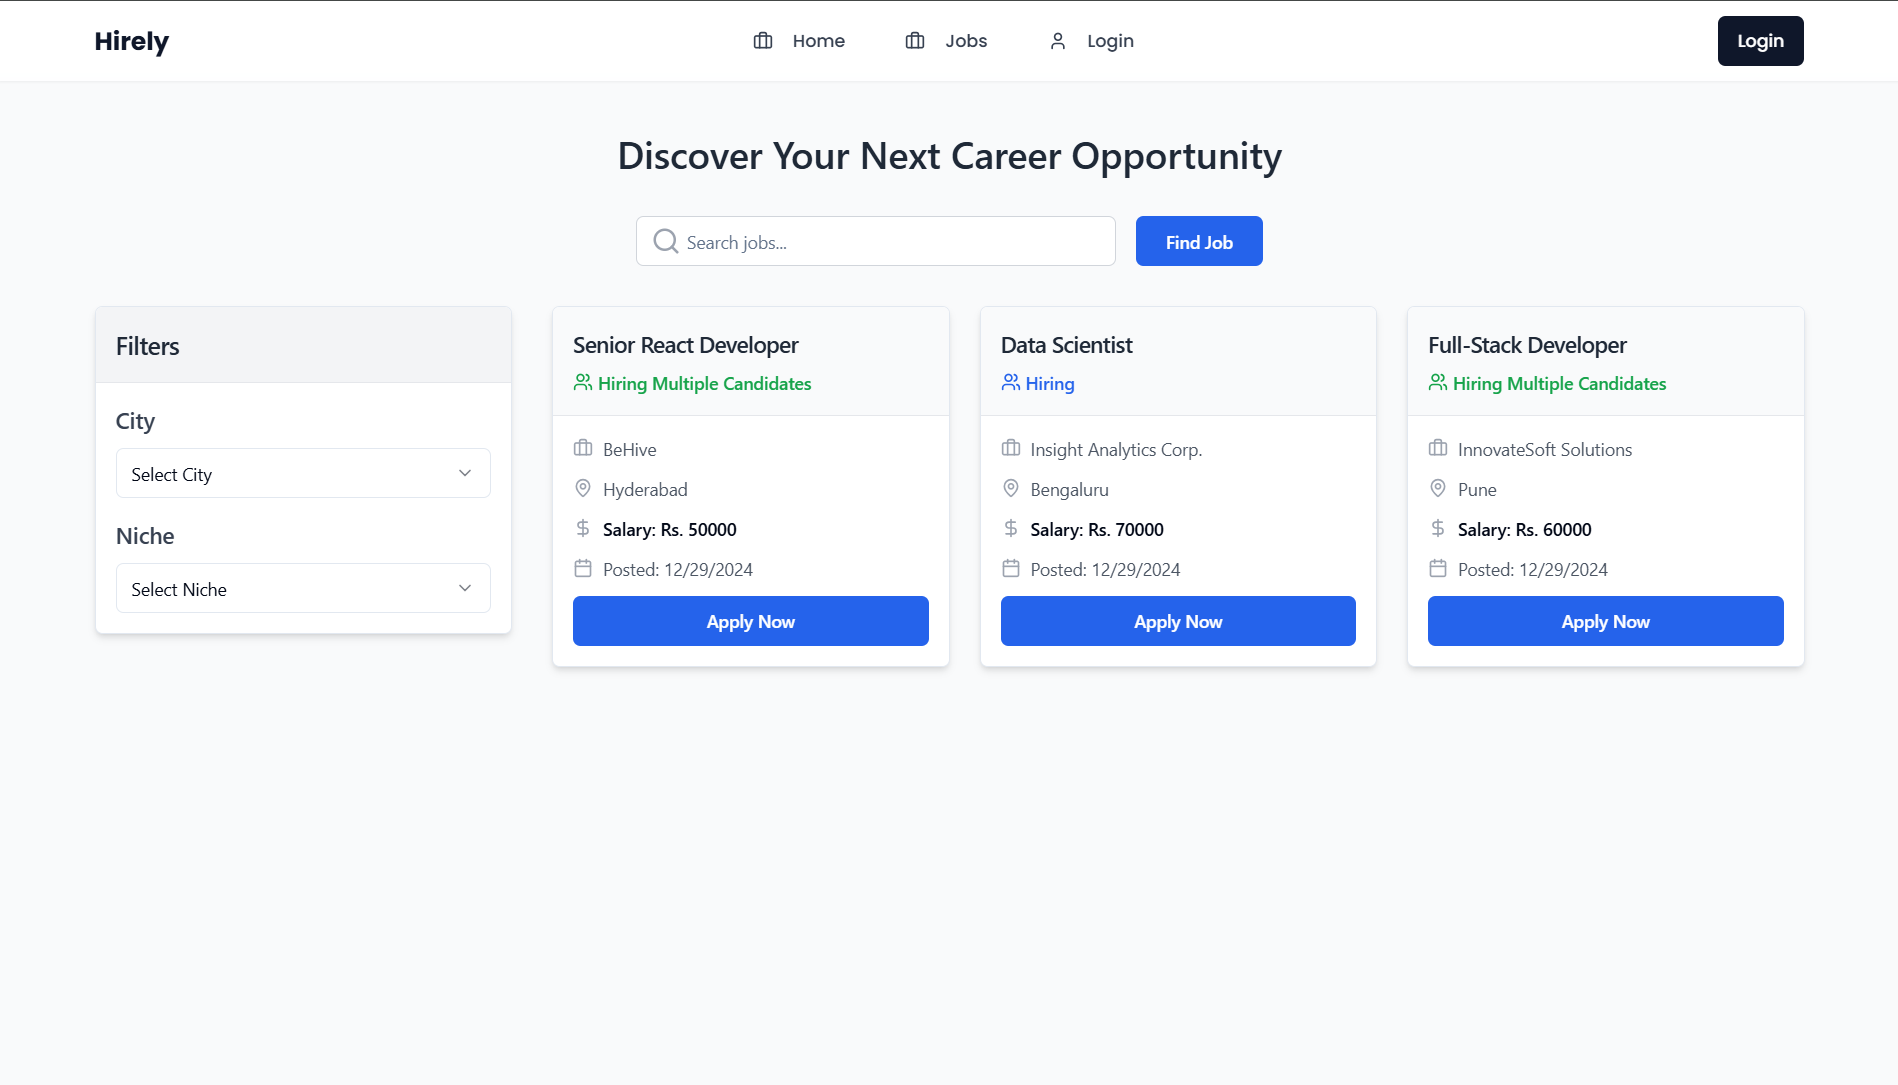 Hirely
Home
Jobs
Login
Login
Discover Your Next Career Opportunity
Search jobs...
Find Job
Filters
City
Select City
Niche
Select Niche
Senior React Developer
Hiring Multiple Candidates
BeHive
Hyderabad
Salary: Rs. 50000
Posted: 12/29/2024
Apply Now
Data Scientist
Hiring
Insight Analytics Corp.
Bengaluru
Salary: Rs. 70000
Posted: 12/29/2024
Apply Now
Full-Stack Developer
Hiring Multiple Candidates
InnovateSoft Solutions
Pune
Salary: Rs. 60000
Posted: 12/29/2024
Apply Now